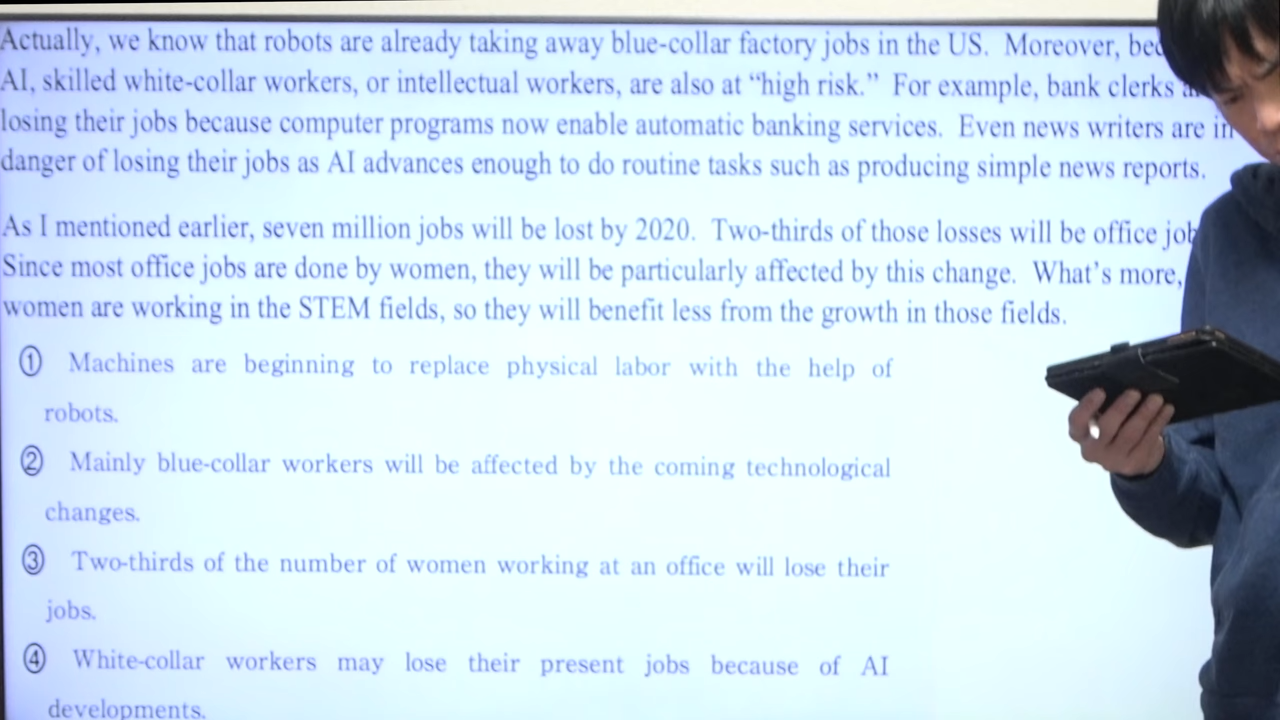 Actually, we know that robots are already taking away blue-collar factory jobs in the US. Moreover,
AI, skilled white-collar workers, or intellectual workers, are also at “high risk.” For example, bank clerks
losing their jobs because computer programs now enable automatic banking services. Even news writers are in
danger of losing their jobs as AI advances enough to do routine tasks such as producing simple news reports.
As I mentioned earlier, seven million jobs will be lost by 2020. Two-thirds of those losses will be office
Since most office jobs are done by women, they will be particularly affected by this change. What’s more,
women are working in the STEM fields, so they will benefit less from the growth in those fields.
① Machines are beginning to replace physical labor with the help of
robots.
② Mainly blue-collar workers will be affected by the coming technological
changes.
③ Two-thirds of the number of women working at an office will lose their
jobs.
④ White-collar workers may lose their present jobs because of AI
developments.